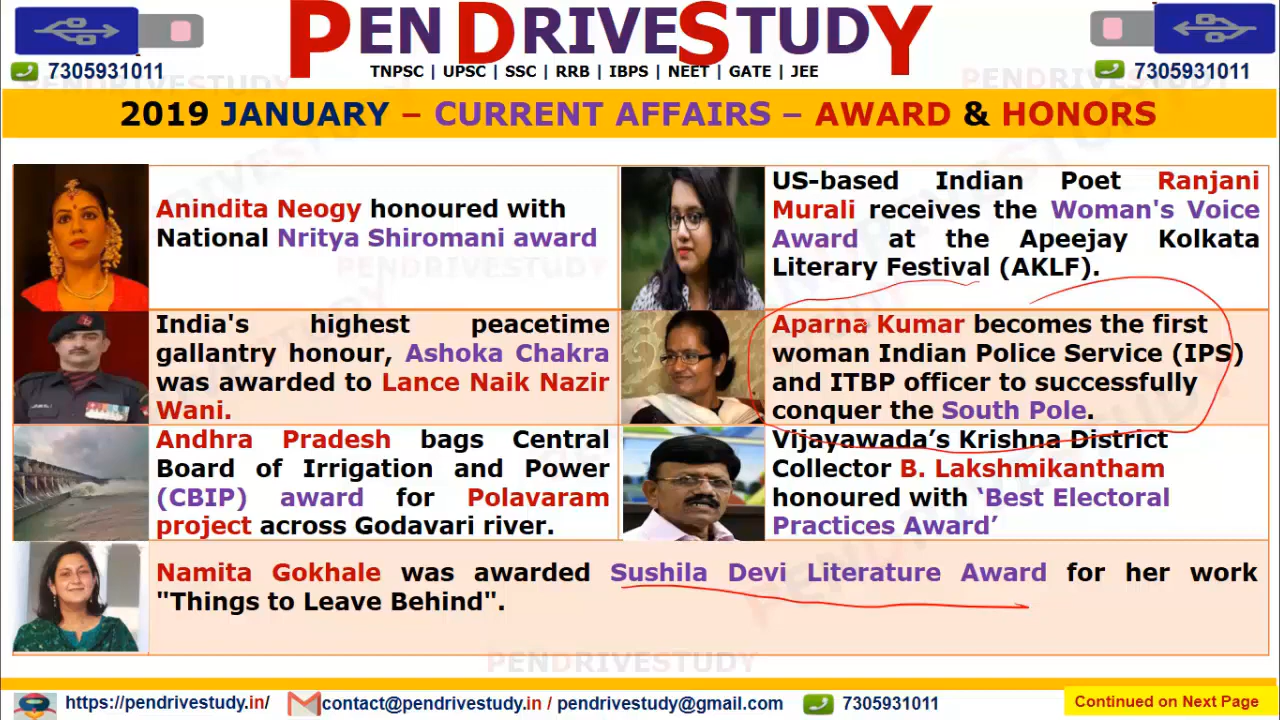 PENDRIVESTUDY
7305931011
TNPSC | UPSC | SSC | RRB | IBPS | NEET | GATE | JEE
7305931011
2019 JANUARY – CURRENT AFFAIRS – AWARD & HONORS
Anindita Neogy honoured with
National Nritya Shiromani award
US-based Indian Poet Ranjani
Murali receives the Woman's Voice
Award at the Apeejay Kolkata
Literary Festival (AKLF).
India's highest peacetime
gallantry honour, Ashoka Chakra
was awarded to Lance Naik Nazir
Wani.
Aparna Kumar becomes the first
woman Indian Police Service (IPS)
and ITBP officer to successfully
conquer the South Pole.
Andhra Pradesh bags Central
Board of Irrigation and Power
(CBIP) award for Polavaram
project across Godavari river.
Vijayawada’s Krishna District
Collector B. Lakshmikantham
honoured with ‘Best Electoral
Practices Award’
Namita Gokhale was awarded Sushila Devi Literature Award for her work
"Things to Leave Behind".
PENDRIVESTUDY
https://pendrivestudy.in/
contact@pendrivestudy.in / pendrivestudy@gmail.com
7305931011
Continued on Next Page